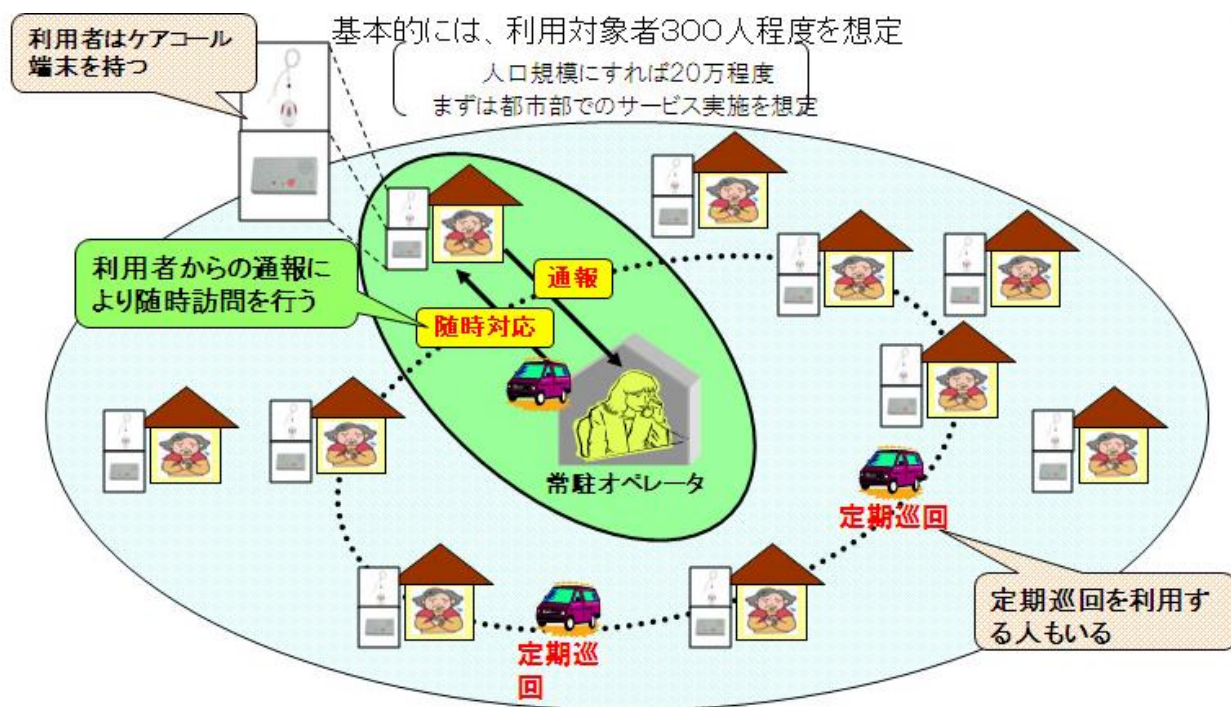 基本的には、利用対象者300人程度を想定
人口規模にすれば20万程度
まずは都市部でのサービス実施を想定
利用者はケアコール
端末を持つ
利用者からの通報に
より随時訪問を行う
通報
随時対応
常駐オペレータ
定期巡回
定期巡
回
定期巡回を利用す
る人もいる